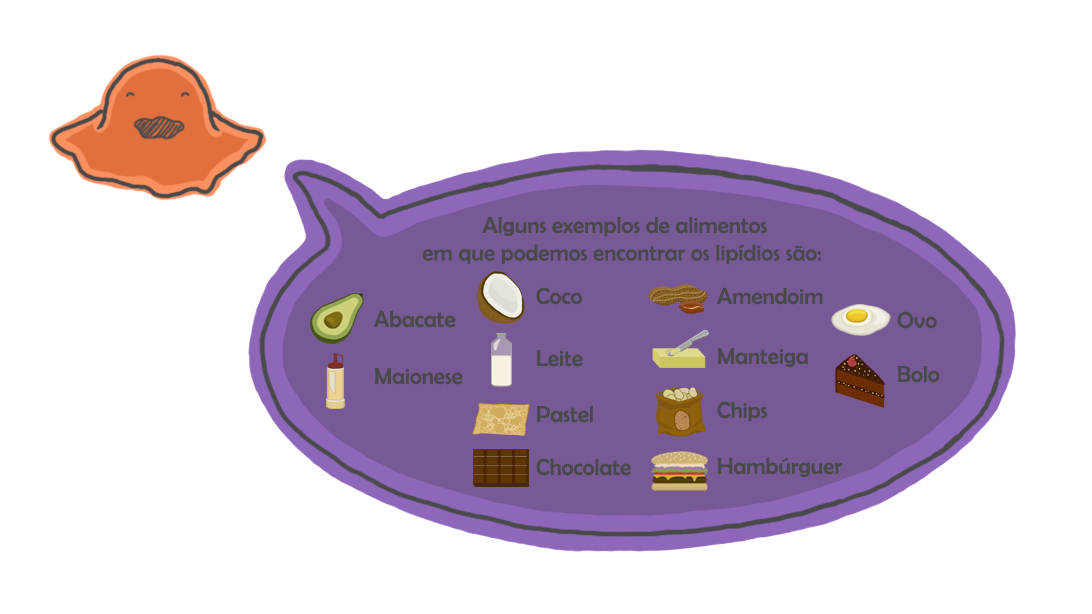 Alguns exemplos de alimentos
em que podemos encontrar os lipídios são:
Abacate
Maionese
Coco
Leite
Pastel
Chocolate
Amendoim
Manteiga
Chips
Hambúrguer
Ovo
Bolo